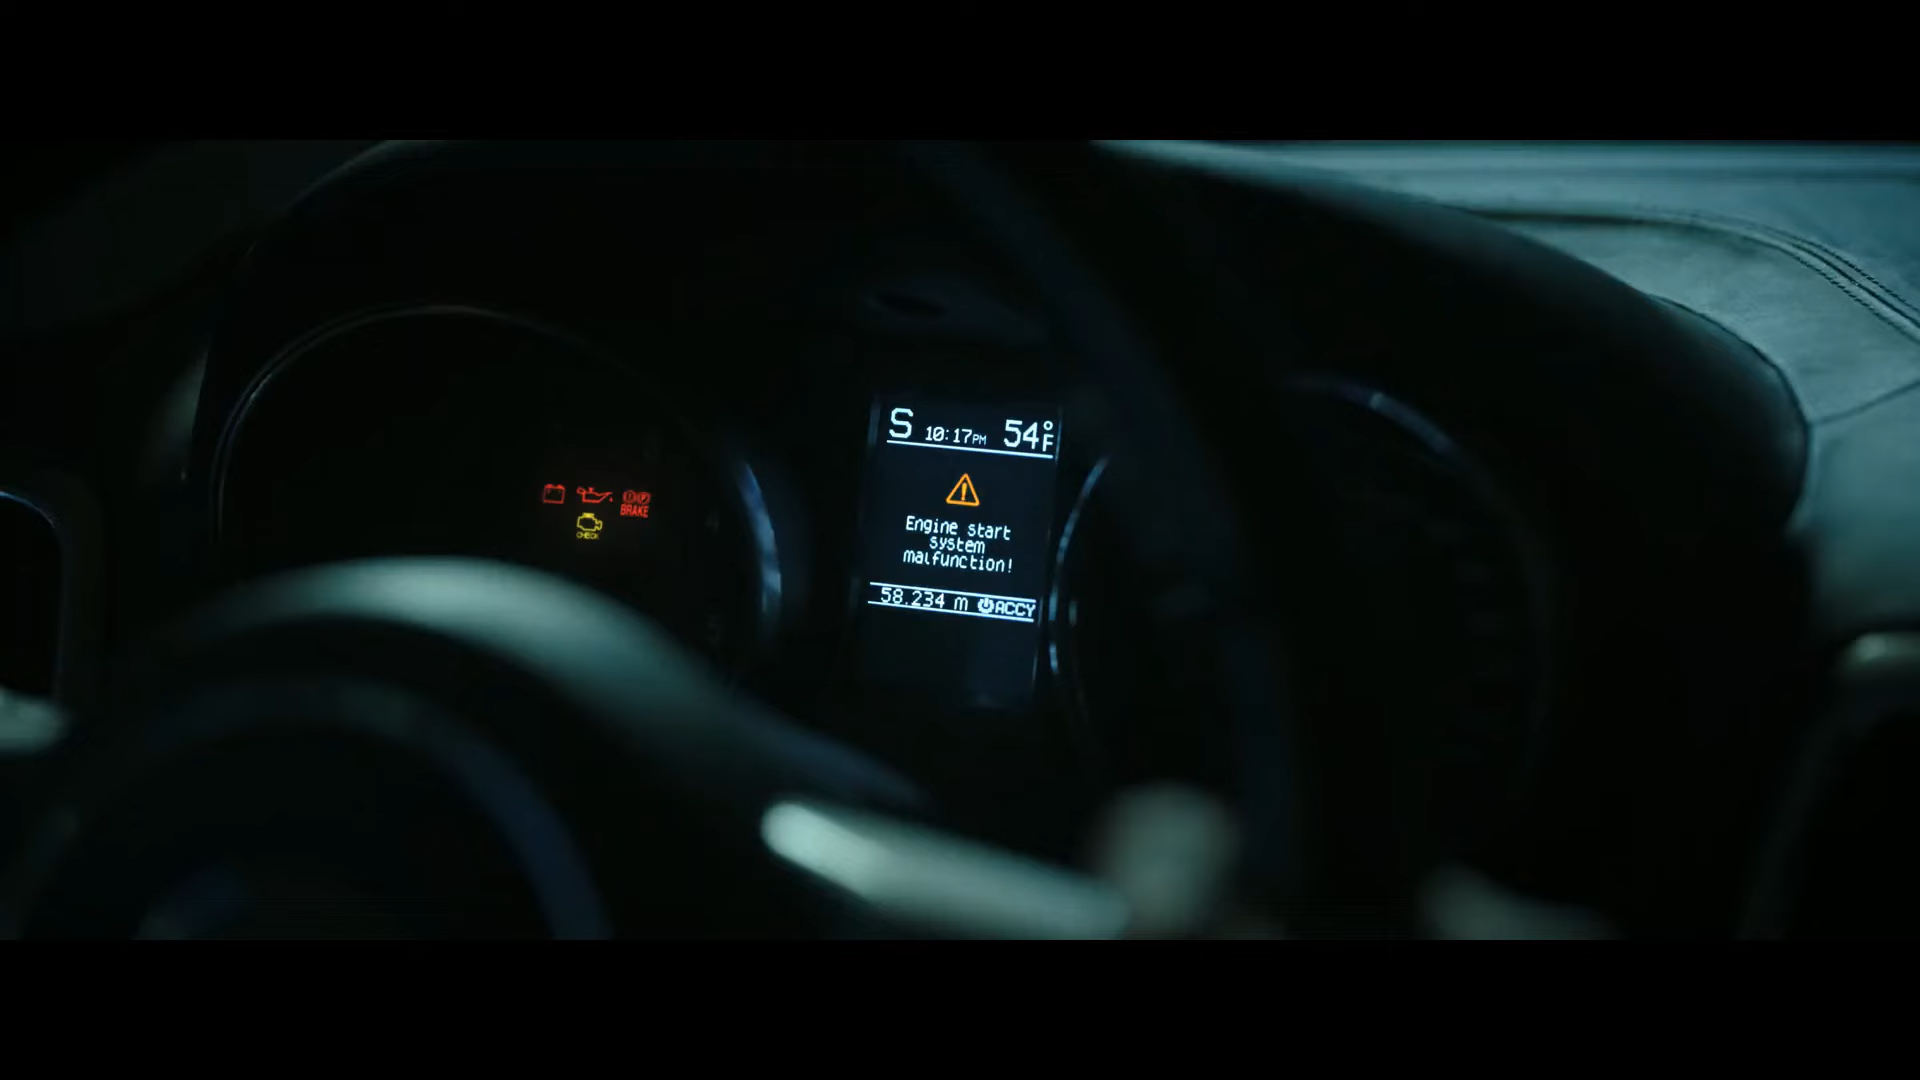 S 10:17PM 54°F
BRAKE
CHECK
Engine start
system
malfunction!
58.234 m ACCY